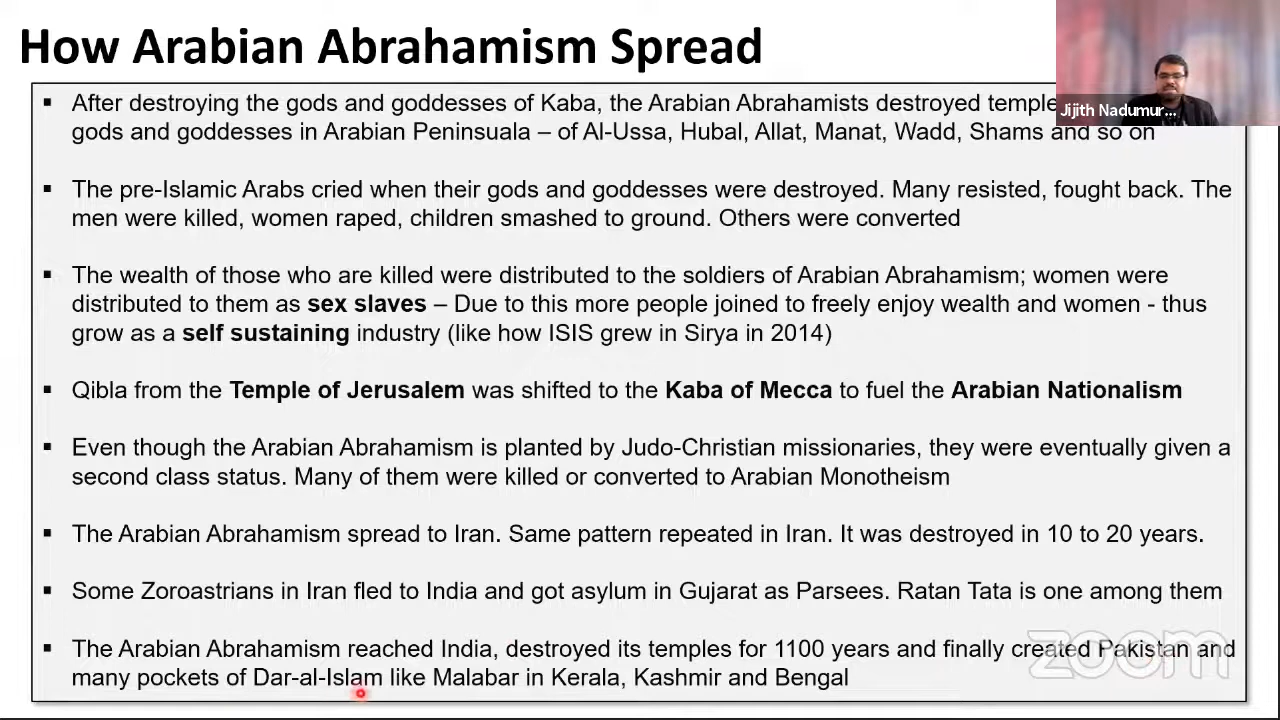 How Arabian Abrahamism Spread
Jijith Nadumur...
▪ After destroying the gods and goddesses of Kaba, the Arabian Abrahamists destroyed temple
gods and goddesses in Arabian Peninsuala – of Al-Ussa, Hubal, Allat, Manat, Wadd, Shams and so on
▪ The pre-Islamic Arabs cried when their gods and goddesses were destroyed. Many resisted, fought back. The
men were killed, women raped, children smashed to ground. Others were converted
▪ The wealth of those who are killed were distributed to the soldiers of Arabian Abrahamism; women were
distributed to them as sex slaves – Due to this more people joined to freely enjoy wealth and women - thus
grow as a self sustaining industry (like how ISIS grew in Sirya in 2014)
▪ Qibla from the Temple of Jerusalem was shifted to the Kaba of Mecca to fuel the Arabian Nationalism
▪ Even though the Arabian Abrahamism is planted by Judo-Christian missionaries, they were eventually given a
second class status. Many of them were killed or converted to Arabian Monotheism
▪ The Arabian Abrahamism spread to Iran. Same pattern repeated in Iran. It was destroyed in 10 to 20 years.
▪ Some Zoroastrians in Iran fled to India and got asylum in Gujarat as Parsees. Ratan Tata is one among them
▪ The Arabian Abrahamism reached India, destroyed its temples for 1100 years and finally created Pakistan and
many pockets of Dar-al-Islam like Malabar in Kerala, Kashmir and Bengal
zoom